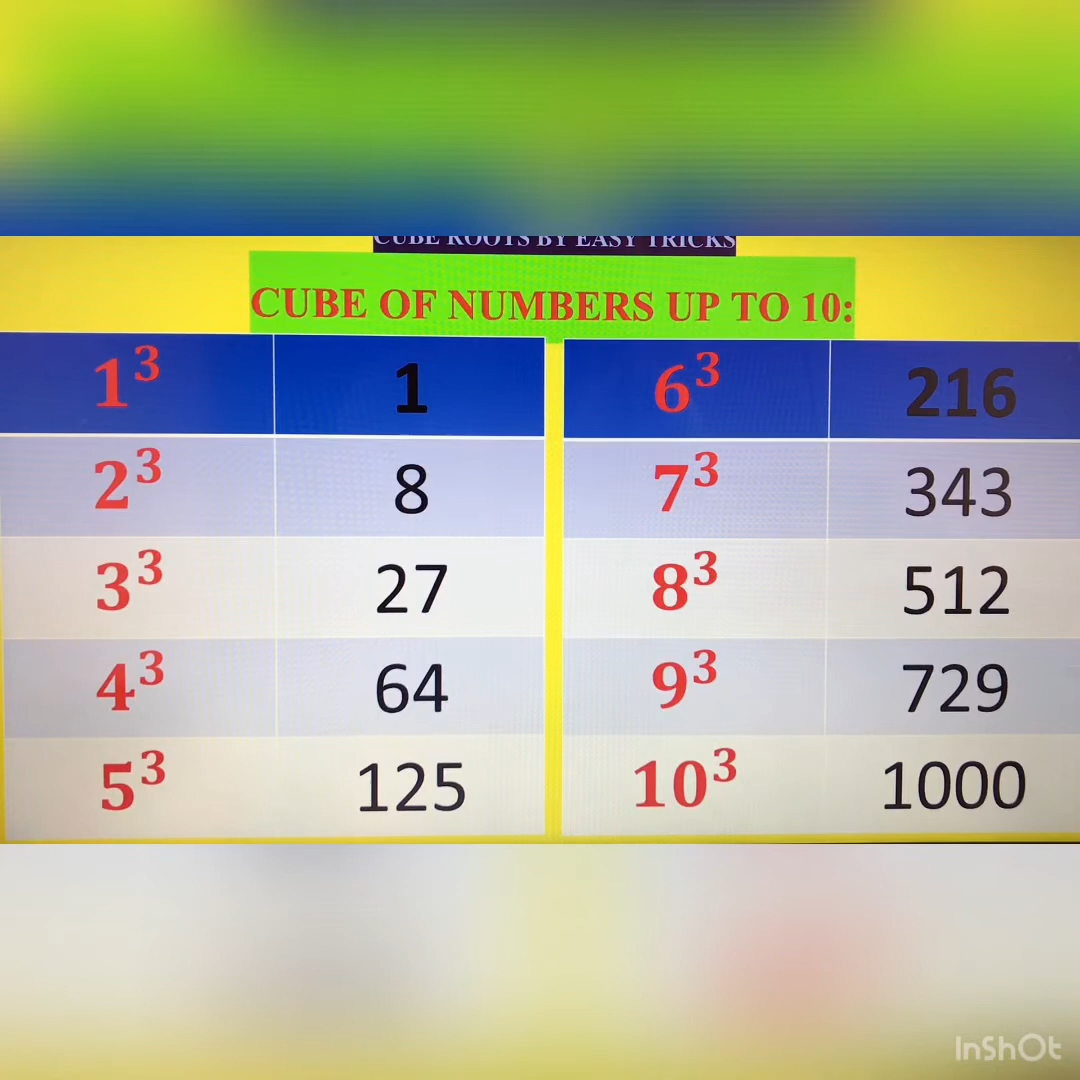 CUBE ROOTS BY EASY TRICKS
CUBE OF NUMBERS UP TO 10:
1³ 1 6³ 216
2³ 8 7³ 343
3³ 27 8³ 512
4³ 64 9³ 729
5³ 125 10³ 1000
InShOt